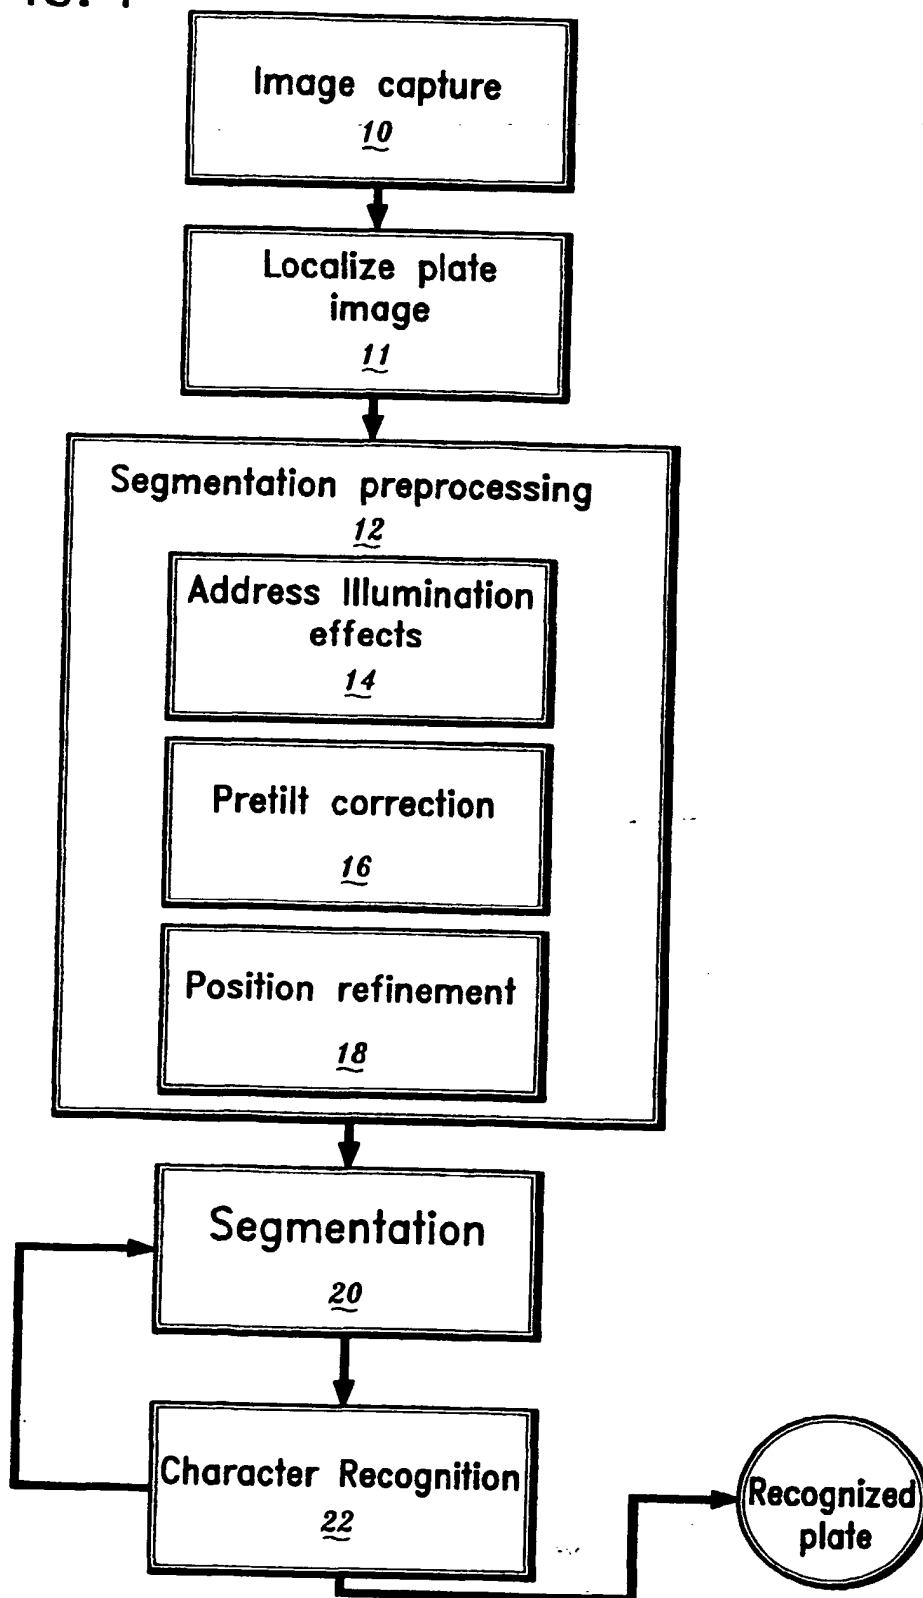 Image capture
10
Localize plate
image
11
Segmentation preprocessing
12
Address Illumination
effects
14
Pretilt correction
16
Position refinement
18
Segmentation
20
Character Recognition
22
Recognized
plate